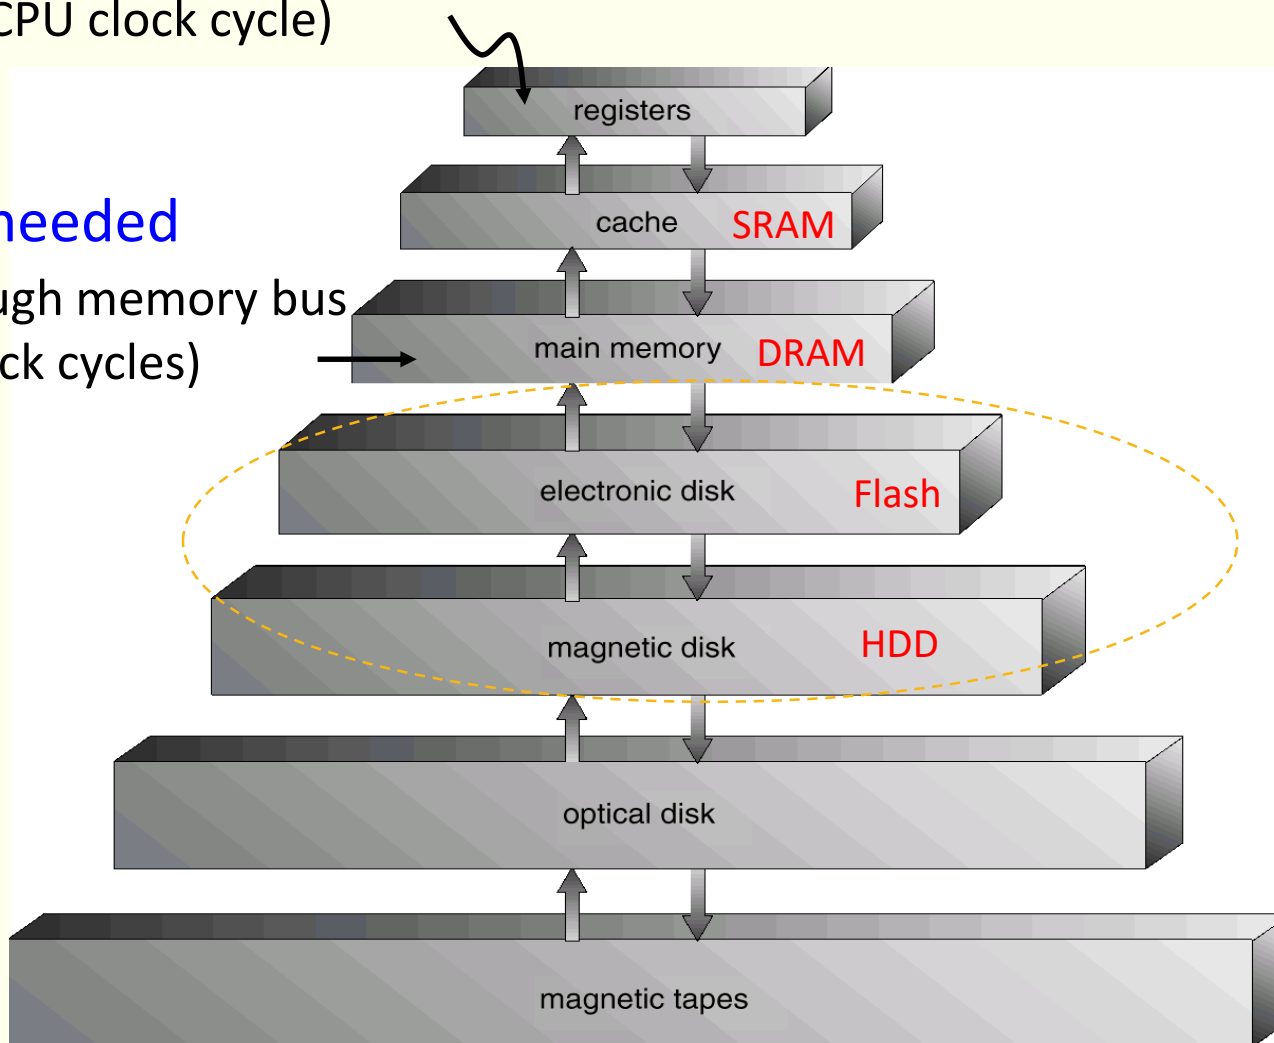 CPU clock cycle)
registers
cache SRAM
needed
ugh memory bus
main memory DRAM
ck cycles)
electronic disk Flash
magnetic disk HDD
optical disk
magnetic tapes